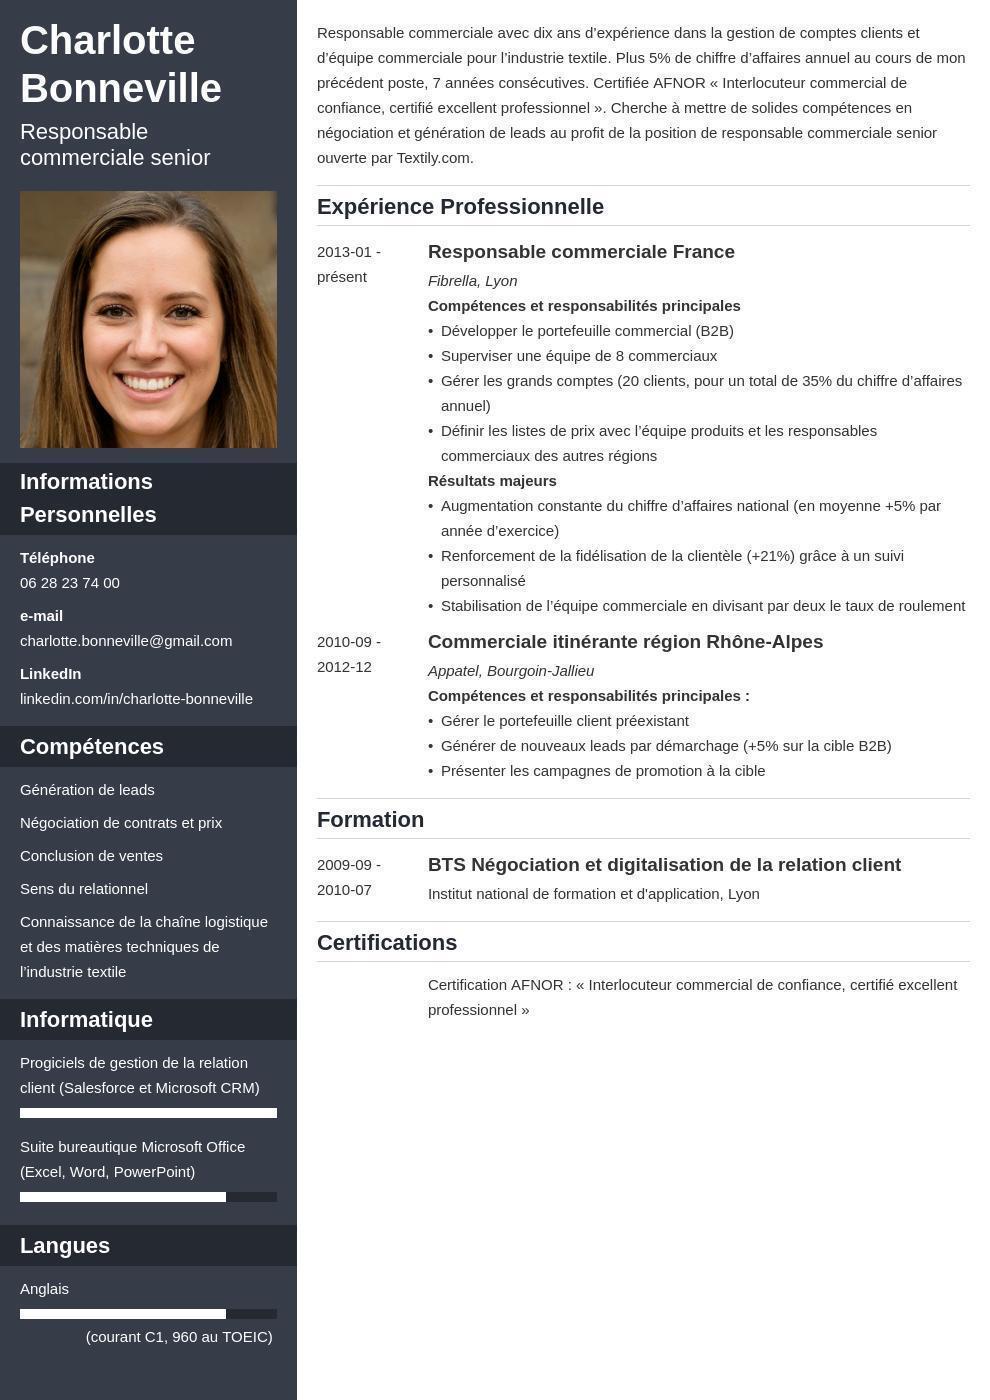 Charlotte
Bonneville
Responsable
commerciale senior
Informations
Personnelles
Téléphone
06 28 23 74 00
e-mail
charlotte.bonneville@gmail.com
LinkedIn
linkedin.com/in/charlotte-bonneville
Compétences
Génération de leads
Négociation de contrats et prix
Conclusion de ventes
Sens du relationnel
Connaissance de la chaîne logistique
et des matières techniques de
l’industrie textile
Informatique
Progiciels de gestion de la relation
client (Salesforce et Microsoft CRM)
Suite bureautique Microsoft Office
(Excel, Word, PowerPoint)
Langues
Anglais
(courant C1, 960 au TOEIC)
Responsable commerciale avec dix ans d’expérience dans la gestion de comptes clients et
d’équipe commerciale pour l’industrie textile. Plus 5% de chiffre d’affaires annuel au cours de mon
précédent poste, 7 années consécutives. Certifiée AFNOR « Interlocuteur commercial de
confiance, certifié excellent professionnel ». Cherche à mettre de solides compétences en
négociation et génération de leads au profit de la position de responsable commerciale senior
ouverte par Textily.com.
Expérience Professionnelle
2013-01 -
présent
Responsable commerciale France
Fibrella, Lyon
Compétences et responsabilités principales
• Développer le portefeuille commercial (B2B)
• Superviser une équipe de 8 commerciaux
• Gérer les grands comptes (20 clients, pour un total de 35% du chiffre d’affaires
annuel)
• Définir les listes de prix avec l’équipe produits et les responsables
commerciaux des autres régions
Résultats majeurs
• Augmentation constante du chiffre d’affaires national (en moyenne +5% par
année d’exercice)
• Renforcement de la fidélisation de la clientèle (+21%) grâce à un suivi
personnalisé
• Stabilisation de l’équipe commerciale en divisant par deux le taux de roulement
2010-09 -
2012-12
Commerciale itinérante région Rhône-Alpes
Appatel, Bourgoin-Jallieu
Compétences et responsabilités principales :
• Gérer le portefeuille client préexistant
• Générer de nouveaux leads par démarchage (+5% sur la cible B2B)
• Présenter les campagnes de promotion à la cible
Formation
2009-09 -
2010-07
BTS Négociation et digitalisation de la relation client
Institut national de formation et d'application, Lyon
Certifications
Certification AFNOR : « Interlocuteur commercial de confiance, certifié excellent
professionnel »